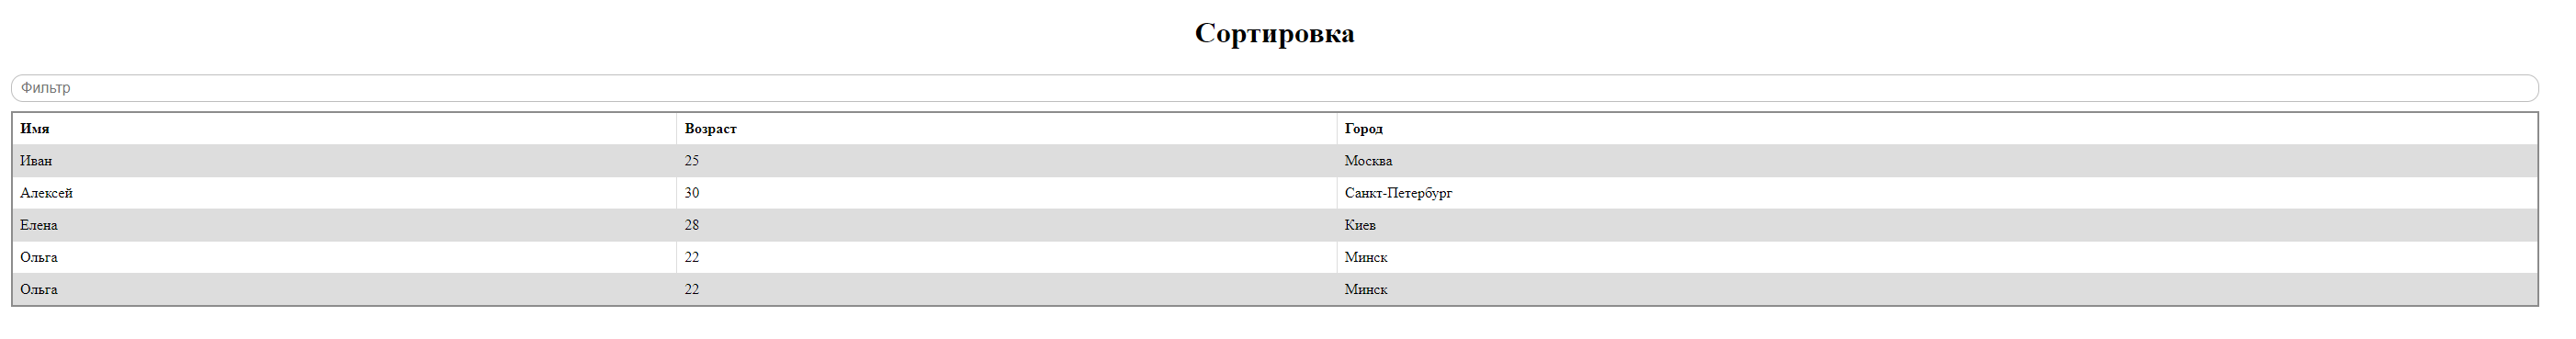 Сортировка
Фильтр
Имя Возраст Город
Иван 25 Москва
Алексей 30 Санкт-Петербург
Елена 28 Киев
Ольга 22 Минск
Ольга 22 Минск